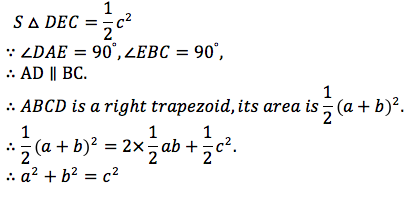 S △ DEC = 1/2 c²
∵ ∠DAE = 90°, ∠EBC = 90°,
∴ AD ∥ BC.
∴ ABCD is a right trapezoid, its area is 1/2 (a + b)².
∴ 1/2 (a + b)² = 2× 1/2 ab + 1/2 c².
∴ a² + b² = c²